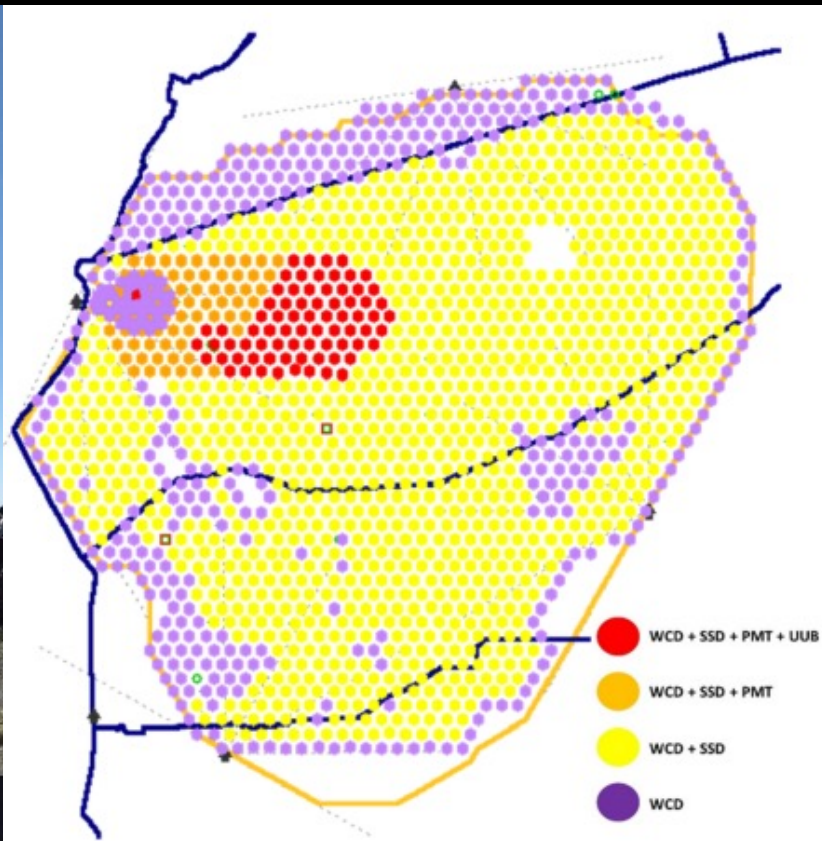 WCD + SSD + PMT + UUB
WCD + SSD + PMT
WCD + SSD
WCD